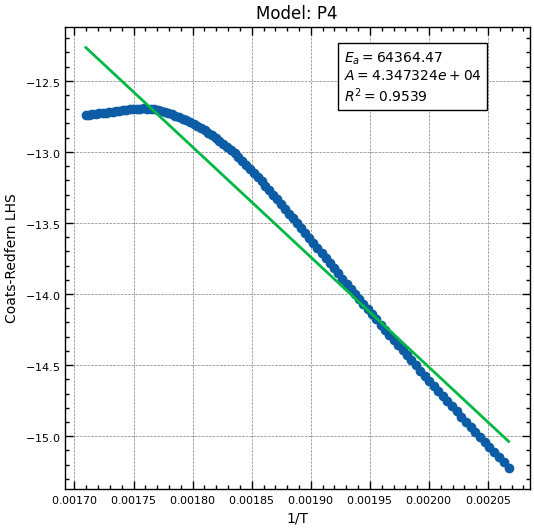 Model: P4
E_a = 64364.47
A = 4.347324e + 04
R^2 = 0.9539
−12.5
−13.0
−13.5
−14.0
−14.5
−15.0
Coats-Redfern LHS
0.00170 0.00175 0.00180 0.00185 0.00190 0.00195 0.00200 0.00205
1/T